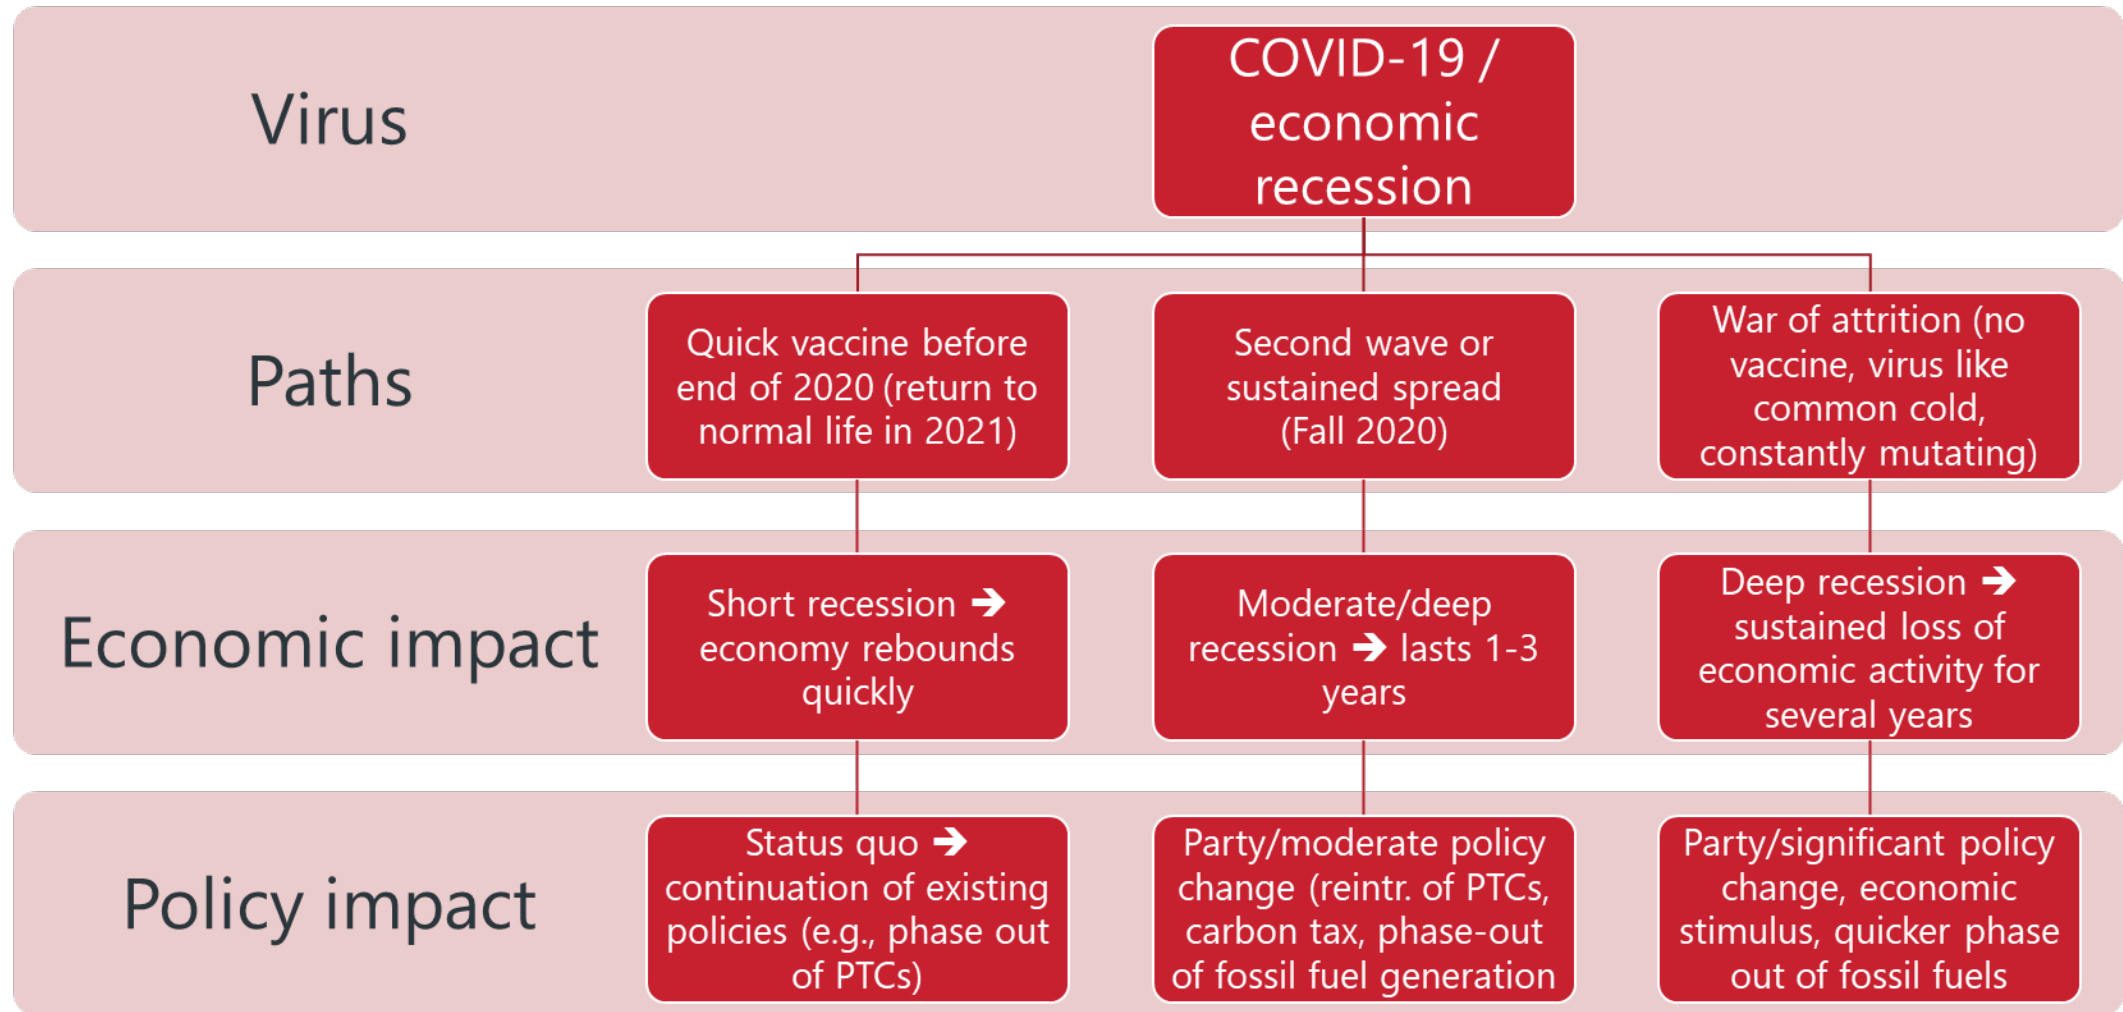 Virus
COVID-19 /
economic
recession
Paths
Quick vaccine before
end of 2020 (return to
normal life in 2021)
Second wave or
sustained spread
(Fall 2020)
War of attrition (no
vaccine, virus like
common cold,
constantly mutating)
Economic impact
Short recession ➔
economy rebounds
quickly
Moderate/deep
recession ➔ lasts 1-3
years
Deep recession ➔
sustained loss of
economic activity for
several years
Policy impact
Status quo ➔
continuation of existing
policies (e.g., phase out
of PTCs)
Party/moderate policy
change (reintr. of PTCs,
carbon tax, phase-out
of fossil fuel generation
Party/significant policy
change, economic
stimulus, quicker phase
out of fossil fuels